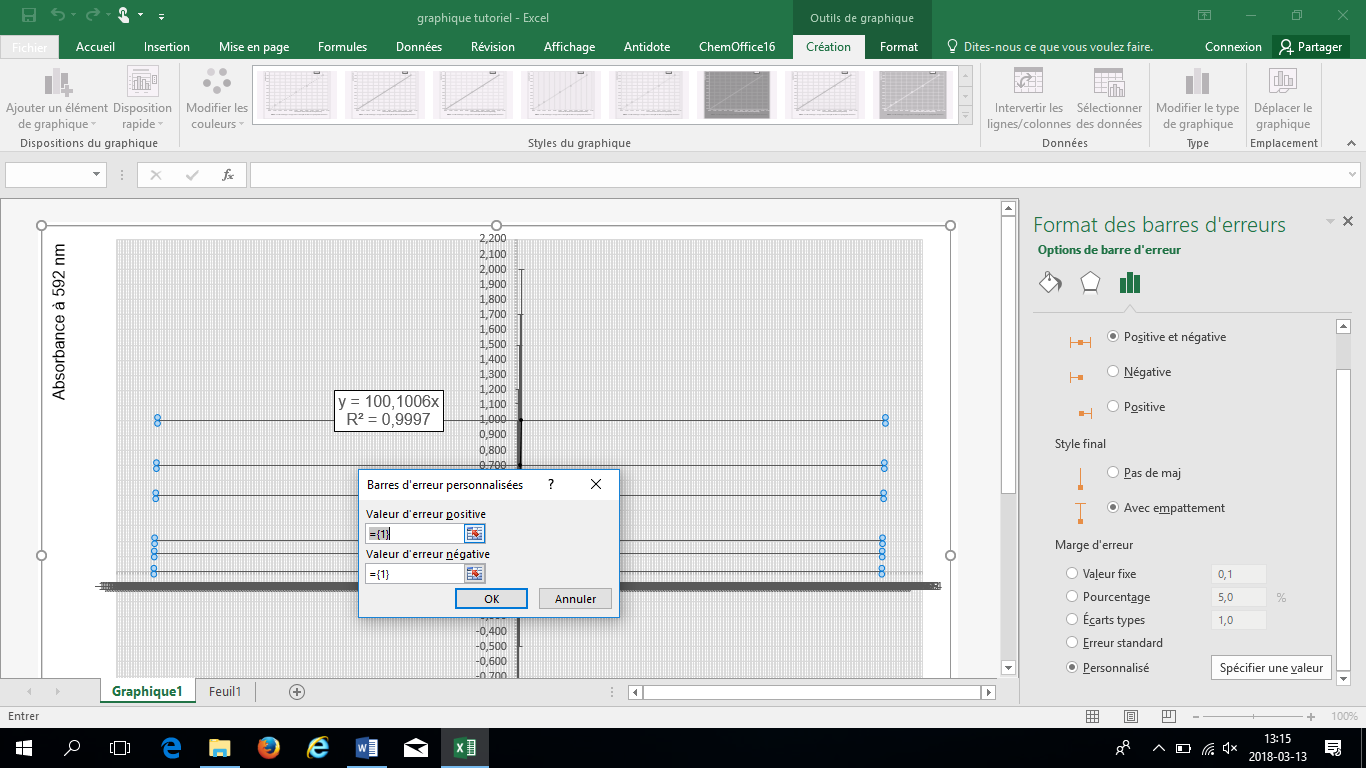 graphique tutoriel - Excel
Outils de graphique
Fichier
Accueil
Insertion
Mise en page
Formules
Données
Révision
Affichage
Antidote
ChemOffice16
Création
Format
Dites-nous ce que vous voulez faire.
Connexion
Partager
Ajouter un élément
de graphique
Disposition
rapide
Modifier les
couleurs
Intervertir les
lignes/colonnes
Sélectionner
des données
Modifier le type
de graphique
Déplacer le
graphique
Dispositions du graphique
Styles du graphique
Données
Type
Emplacement
fx
Absorbance à 592 nm
2,200
2,100
2,000
1,900
1,800
1,700
1,600
1,500
1,400
1,300
1,200
1,100
1,000
0,900
0,800
0,700
y = 100,1006x
R² = 0,9997
-0,400
-0,500
-0,600
-0,700
Barres d'erreur personnalisées
?
Valeur d'erreur positive
={1}
Valeur d'erreur négative
={1}
OK
Annuler
Format des barres d'erreurs
Options de barre d'erreur
Positive et négative
Négative
Positive
Style final
Pas de maj
Avec empattement
Marge d'erreur
Valeur fixe
0,1
Pourcentage
5,0
%
Écarts types
1,0
Erreur standard
Personnalisé
Spécifier une valeur
Graphique1
Feuil1
Entrer
100%
13:15
2018-03-13